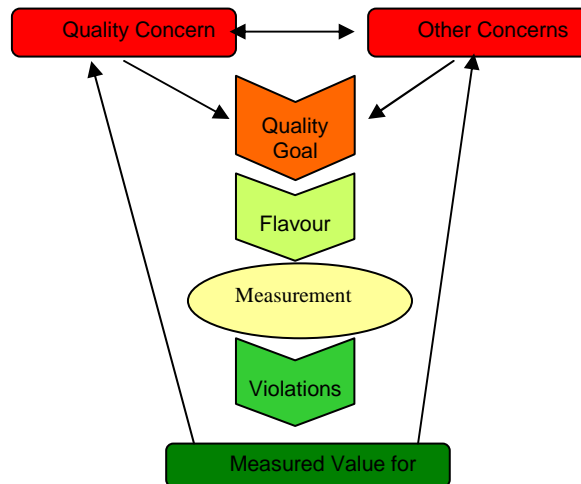 Quality Concern
Other Concerns
Quality
Goal
Flavour
Measurement
Violations
Measured Value for